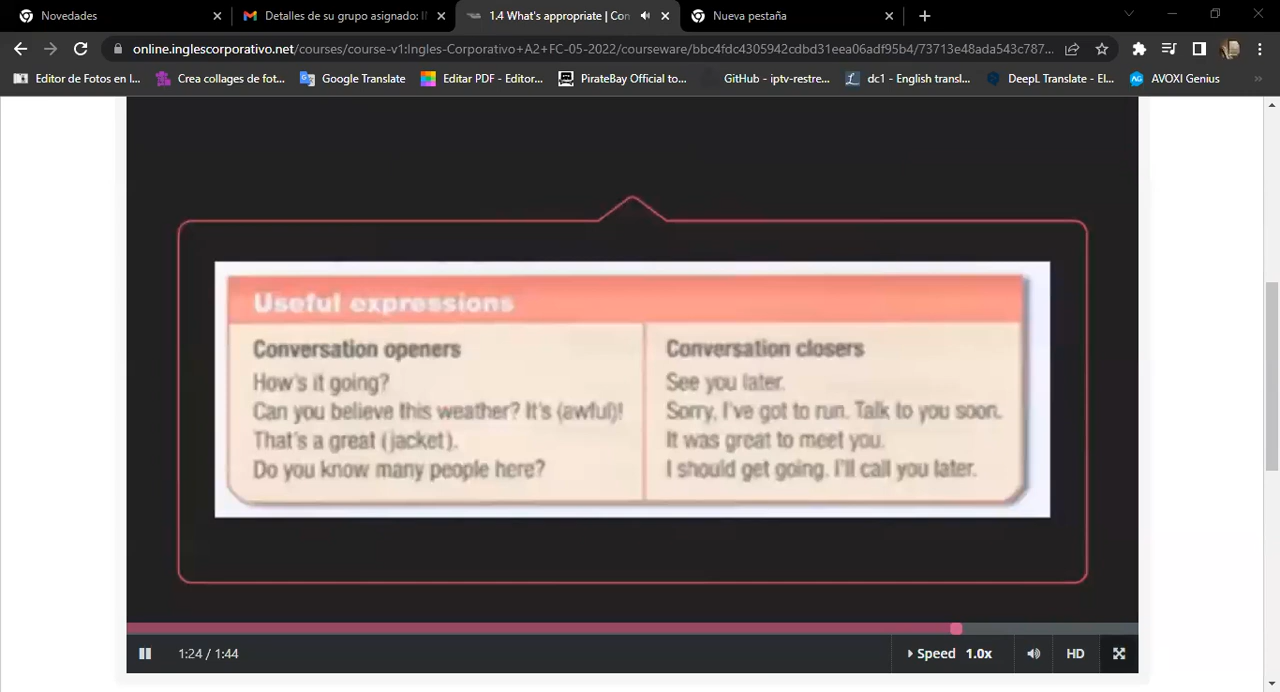 Novedades
Detalles de su grupo asignado: I
1.4 What's appropriate | Con
Nueva pestaña
online.inglescorporativo.net/courses/course-v1:Ingles-Corporativo+A2+FC-05-2022/courseware/bbc4fdc4305942cdbd31eea06adf95b4/73713e48ada543c787...
Editor de Fotos en l...
Crea collages de fot...
Google Translate
Editar PDF - Editor...
PirateBay Official to...
GitHub - iptv-restre...
dc1 - English transl...
DeepL Translate - El...
AVOXI Genius
Useful expressions
Conversation openers
How's it going?
Can you believe this weather? It's (awful)!
That's a great (jacket).
Do you know many people here?
Conversation closers
See you later.
Sorry, I've got to run. Talk to you soon.
It was great to meet you.
I should get going. I'll call you later.
1:24 / 1:44
Speed 1.0x
HD